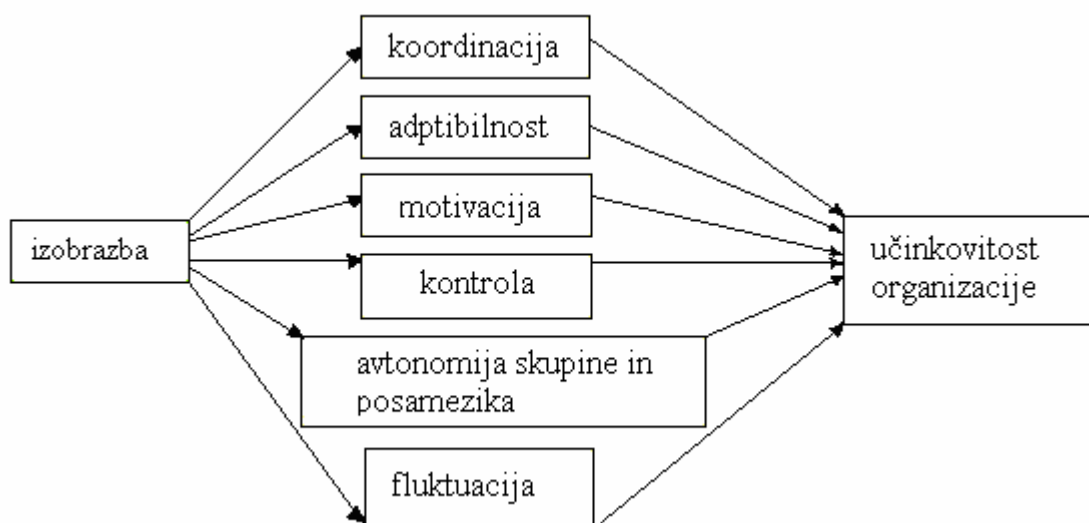 koordinacija
adptibilnost
motivacija
izobrazba
kontrola
učinkovitost
organizacije
avtonomija skupine in
posamezika
fluktuacija